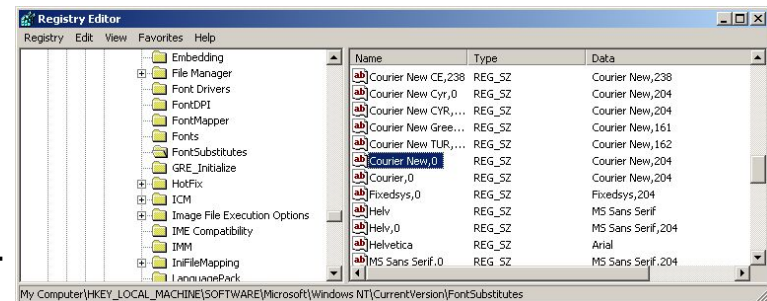 Registry Editor
Registry Edit View Favorites Help
Embedding
File Manager
Font Drivers
FontDPI
FontMapper
Fonts
FontSubstitutes
GRE_Initialize
HotFix
ICM
Image File Execution Options
IME Compatibility
IMM
IniFileMapping
LanguagePack
Name Type Data
Courier New CE,238 REG_SZ Courier New,238
Courier New Cyr,0 REG_SZ Courier New,204
Courier New CYR,... REG_SZ Courier New,204
Courier New Gree... REG_SZ Courier New,161
Courier New TUR,... REG_SZ Courier New,162
Courier New,0 REG_SZ Courier New,204
Courier,0 REG_SZ Courier New,204
Fixedsys,0 REG_SZ Fixedsys,204
Helv REG_SZ MS Sans Serif
Helv,0 REG_SZ MS Sans Serif,204
Helvetica REG_SZ Arial
MS Sans Serif,0 REG_SZ MS Sans Serif,204
My Computer\HKEY_LOCAL_MACHINE\SOFTWARE\Microsoft\Windows NT\CurrentVersion\FontSubstitutes